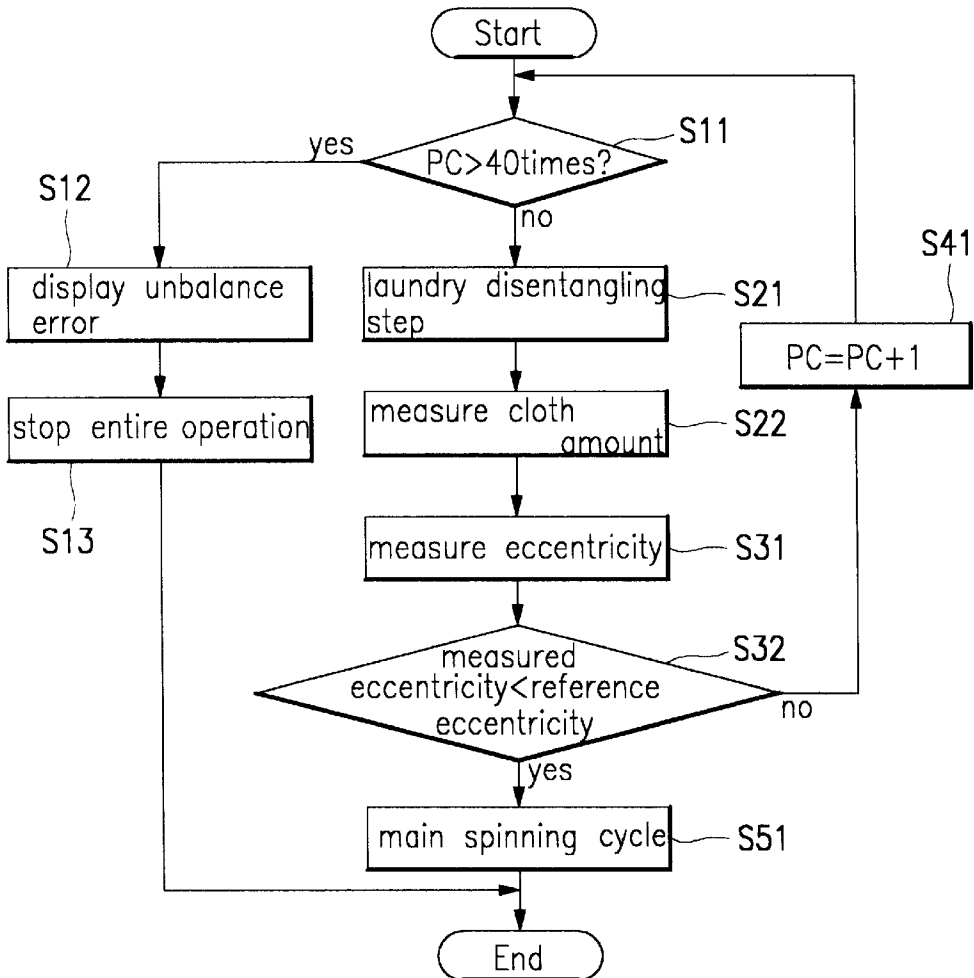 Start
S11
yes
PC>40times?
no
S12
display unbalance
error
laundry disentangling
step
S21
S41
PC=PC+1
stop entire operation
S13
measure cloth
amount
S22
measure eccentricity
S31
S32
measured
eccentricity<reference
eccentricity
no
yes
main spinning cycle
S51
End